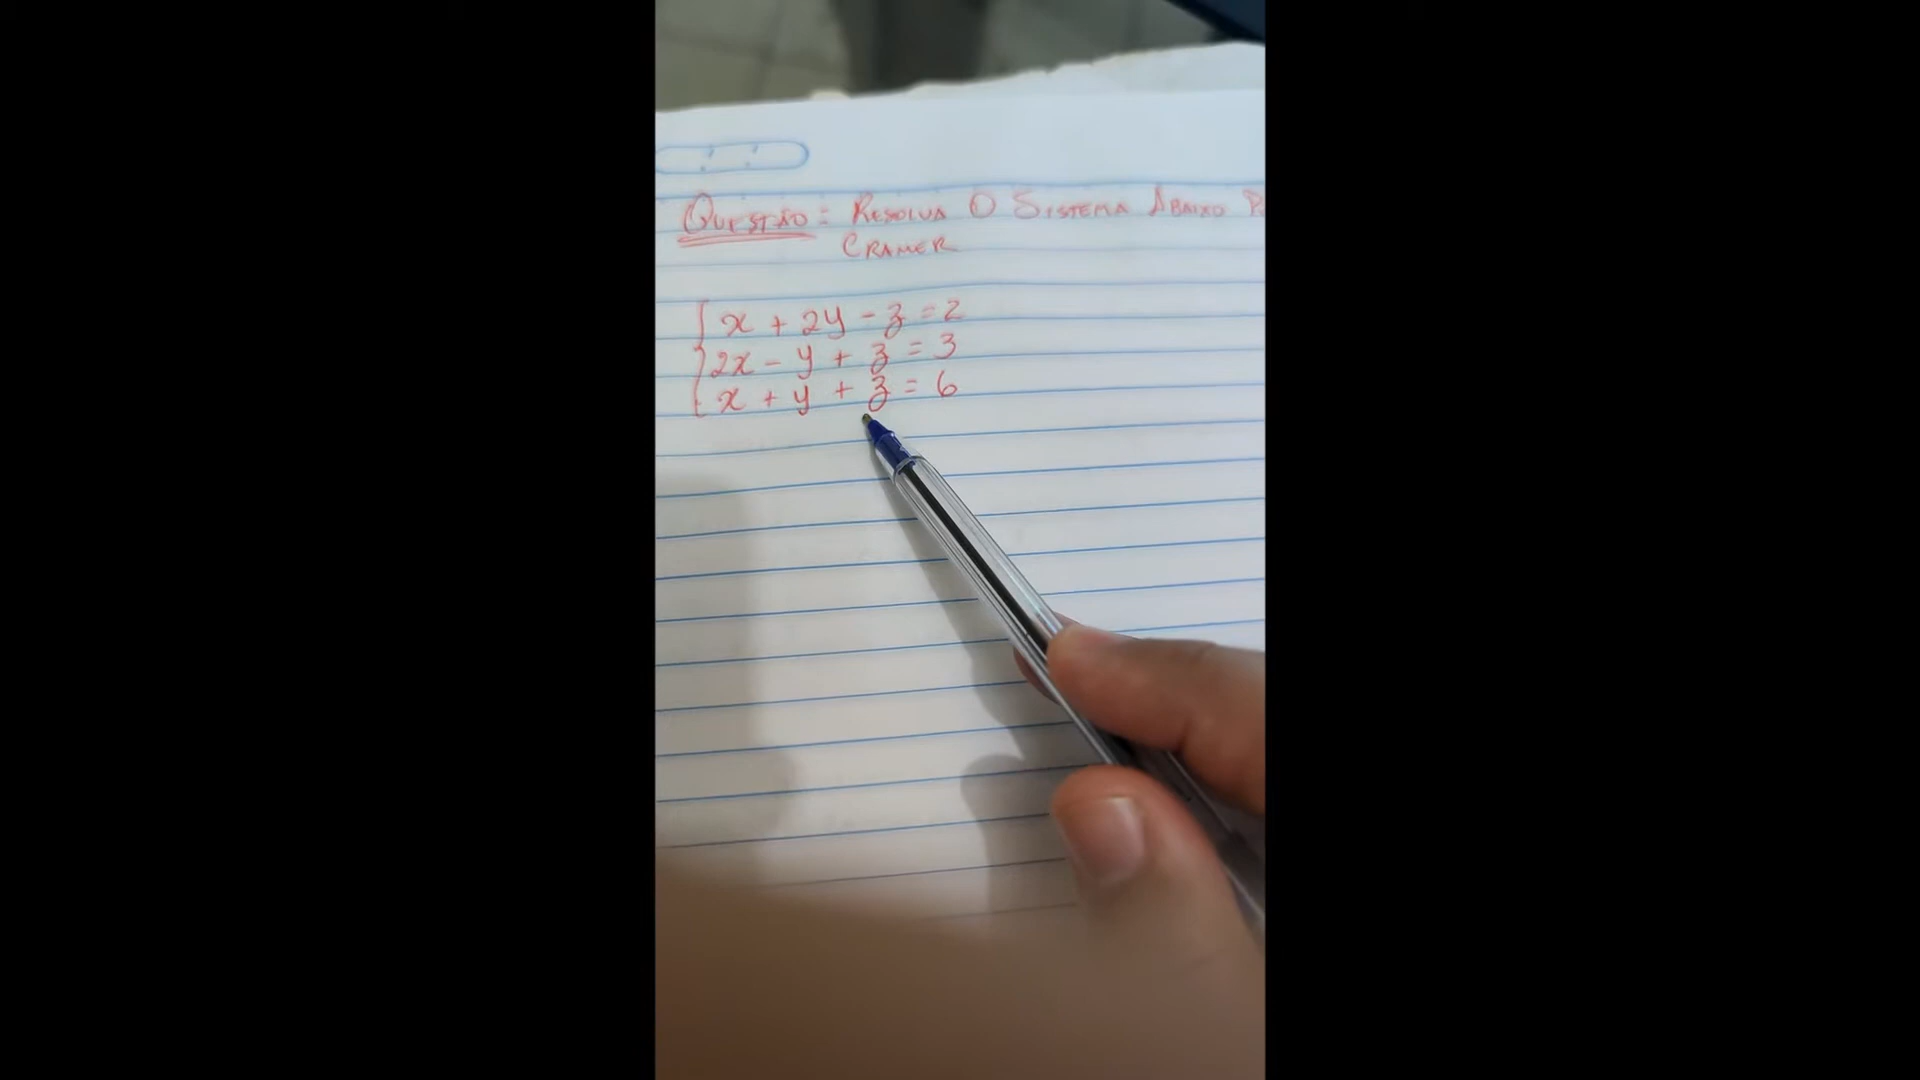 Questão: Resolva o Sistema Abaixo
Cramer
x + 2y - z = 2
2x - y + z = 3
x + y + z = 6